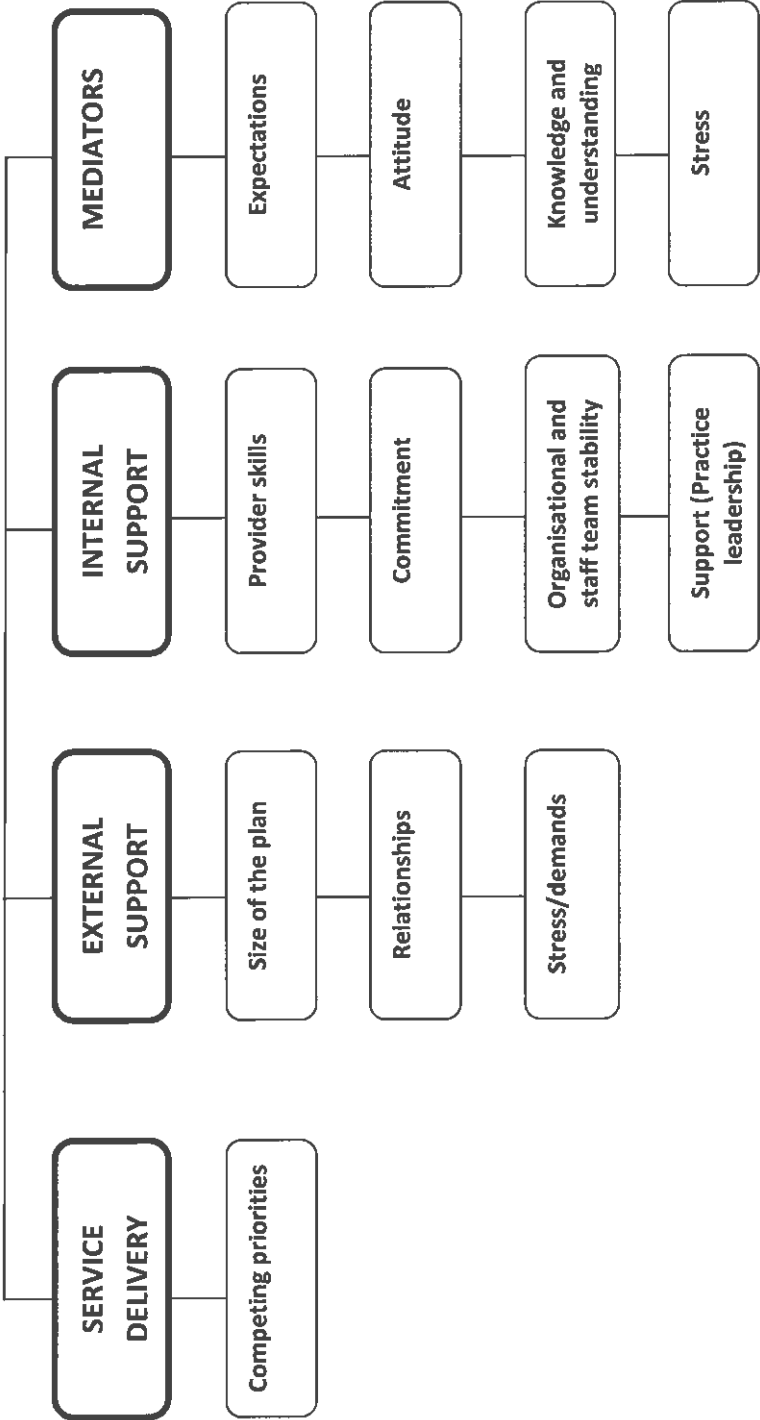 SERVICE
DELIVERY
Competing priorities
EXTERNAL
SUPPORT
Size of the plan
Relationships
Stress/demands
INTERNAL
SUPPORT
Provider skills
Commitment
Organisational and
staff team stability
Support (Practice
leadership)
MEDIATORS
Expectations
Attitude
Knowledge and
understanding
Stress